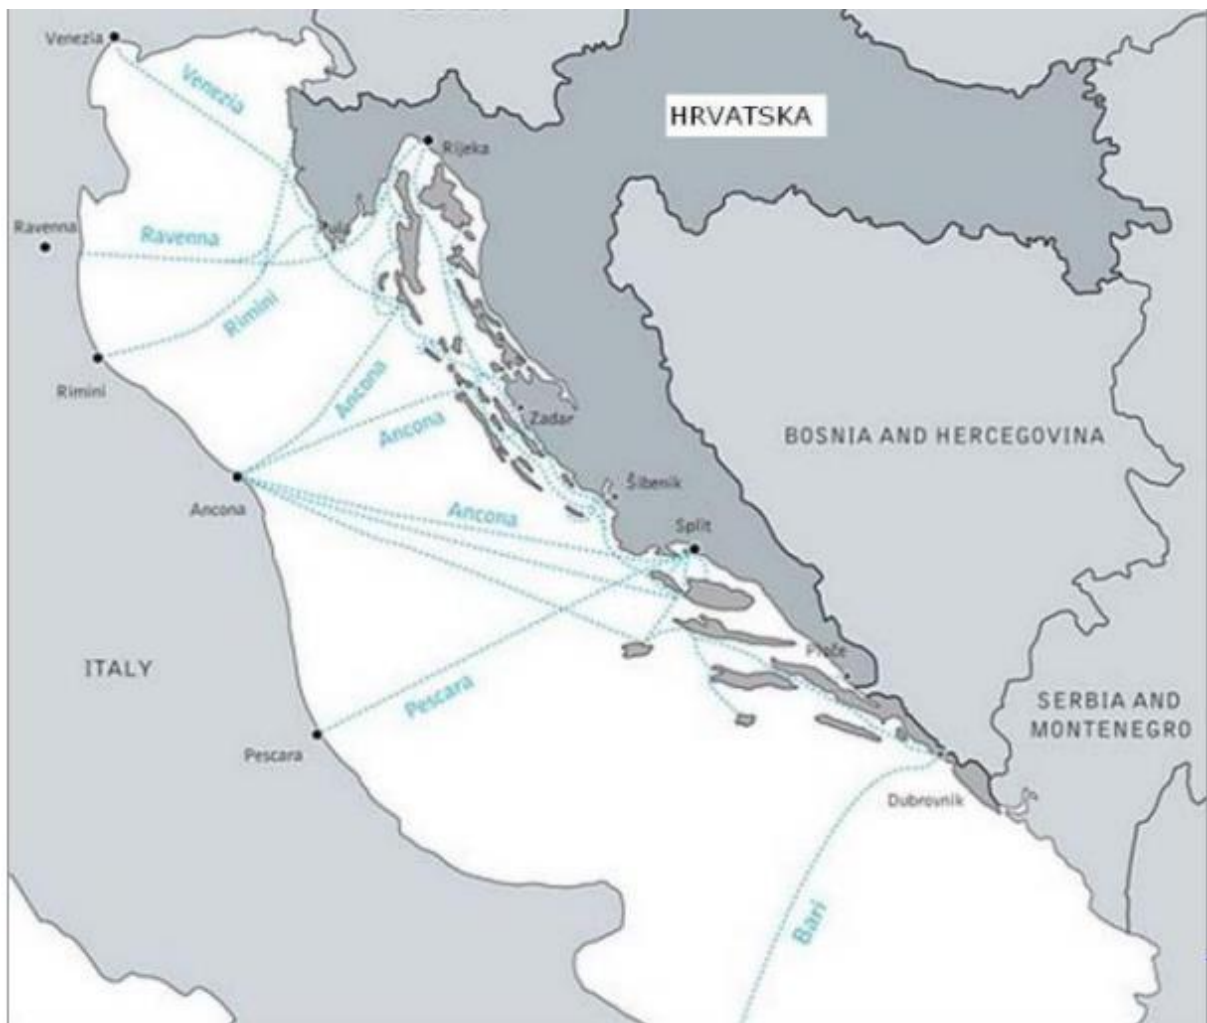 Venezia
Venezia
HRVATSKA
Rijeka
Ravenna
Ravenna
Pula
Rimini
Rimini
Ancona
Ancona
Zadar
BOSNIA AND HERCEGOVINA
Ancona
Ancona
Šibenik
Split
ITALY
Ploče
Pescara
Pescara
SERBIA AND
MONTENEGRO
Dubrovnik
Bari